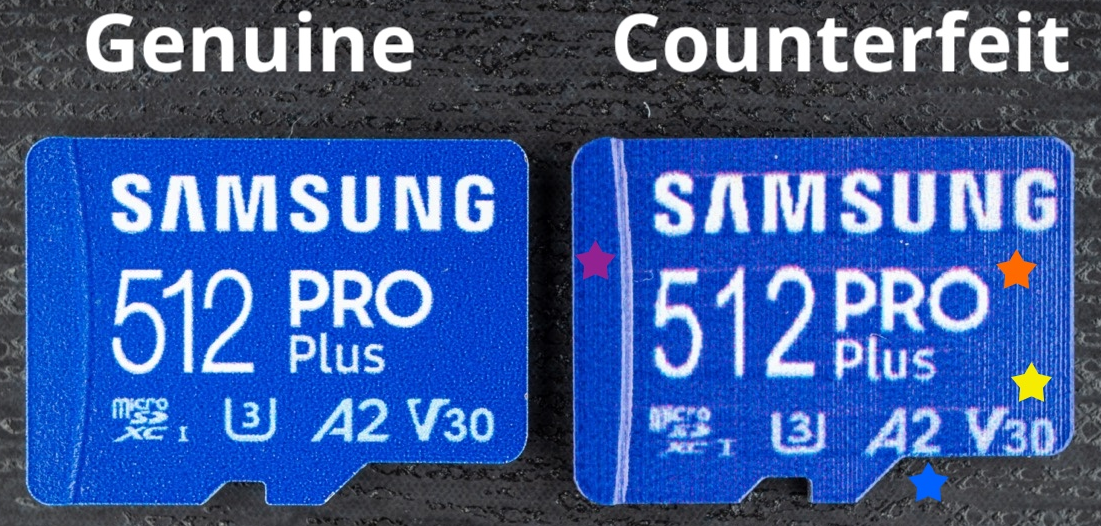 Genuine
Counterfeit
SAMSUNG
512 PRO
Plus
micro
SD
XC I U3 A2 V30
SAMSUNG
512 PRO
Plus
micro
SD
XC I U3 A2 V30